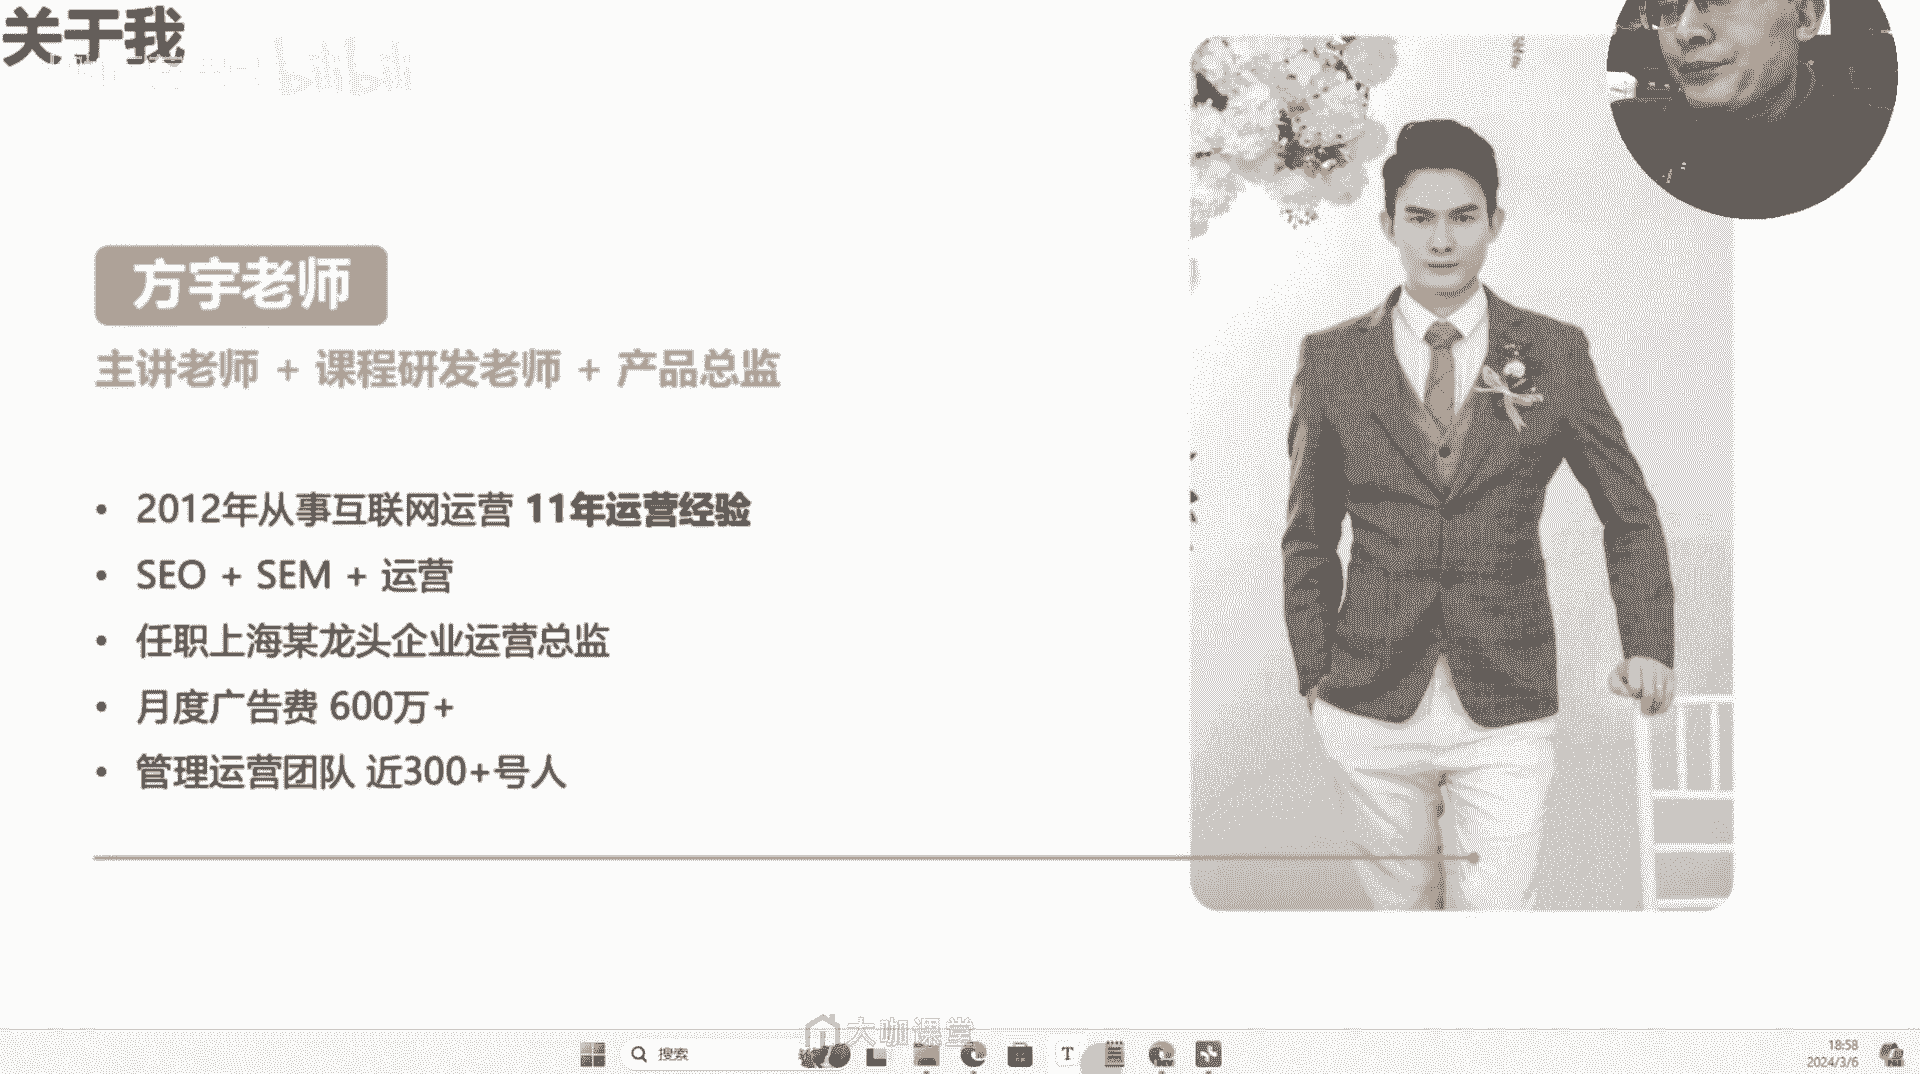 关于我
bilibili
方宇老师
主讲老师 + 课程研发老师 + 产品总监
• 2012年从事互联网运营 11年运营经验
• SEO + SEM + 运营
• 任职上海某龙头企业运营总监
• 月度广告费 600万+
• 管理运营团队 近300+号人
大咖课堂
搜索
18:58
2024/3/6